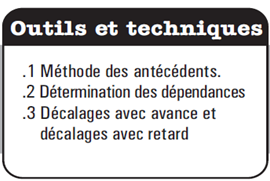 Outils et techniques
.1 Méthode des antécédents.
.2 Détermination des dépendances
.3 Décalages avec avance et
décalages avec retard